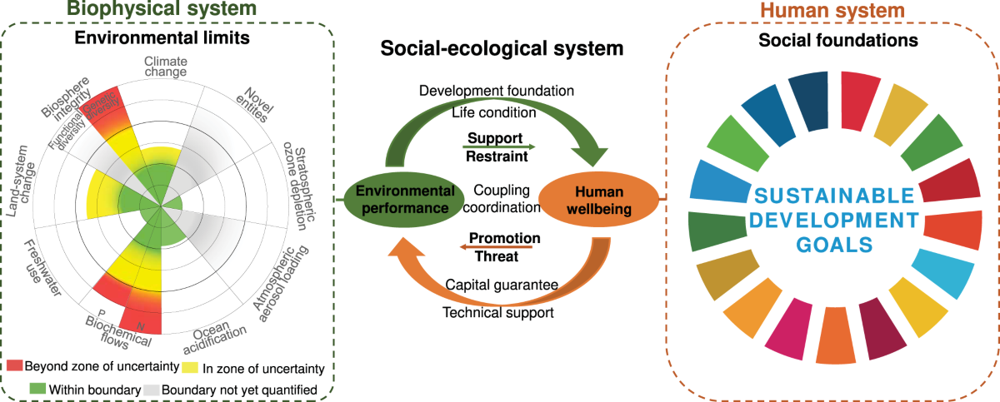 Biophysical system
Environmental limits
Climate
change
Novel
entites
Stratospheric
ozone depletion
Atmospheric
aerosol loading
Ocean
acidification
Biochemical
flows
P
N
Freshwater
use
Land-system
change
Biosphere
integrity
Functional
diversity
Genetic
diversity
Beyond zone of uncertainty
In zone of uncertainty
Within boundary
Boundary not yet quantified
Social-ecological system
Development foundation
Life condition
Support
Restraint
Environmental
performance
Coupling
coordination
Human
wellbeing
Promotion
Threat
Capital guarantee
Technical support
Human system
Social foundations
SUSTAINABLE
DEVELOPMENT
GOALS